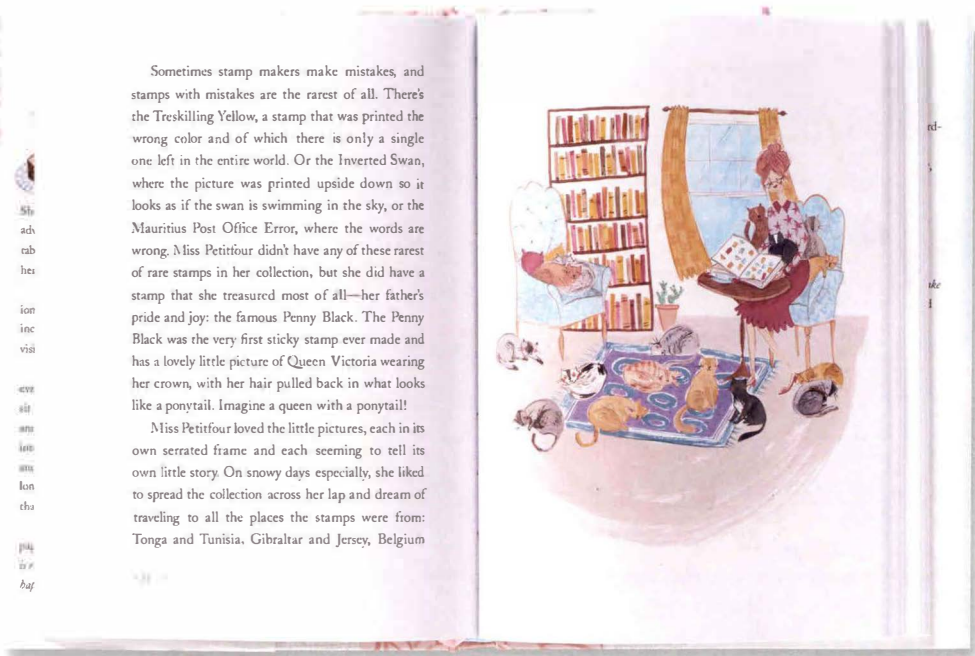 Sometimes stamp makers make mistakes, and
stamps with mistakes are the rarest of all. There's
the Treskilling Yellow, a stamp that was printed the
wrong color and of which there is only a single
one left in the entire world. Or the Inverted Swan,
where the picture was printed upside down so it
looks as if the swan is swimming in the sky, or the
Mauritius Post Office Error, where the words are
wrong. Miss Petitfour didn't have any of these rarest
of rare stamps in her collection, but she did have a
stamp that she treasured most of all—her father's
pride and joy: the famous Penny Black. The Penny
Black was the very first sticky stamp ever made and
has a lovely little picture of Queen Victoria wearing
her crown, with her hair pulled back in what looks
like a ponytail. Imagine a queen with a ponytail!
Miss Petitfour loved the little pictures, each in its
own serrated frame and each seeming to tell its
own little story. On snowy days especially, she liked
to spread the collection across her lap and dream of
traveling to all the places the stamps were from:
Tonga and Tunisia, Gibraltar and Jersey, Belgium